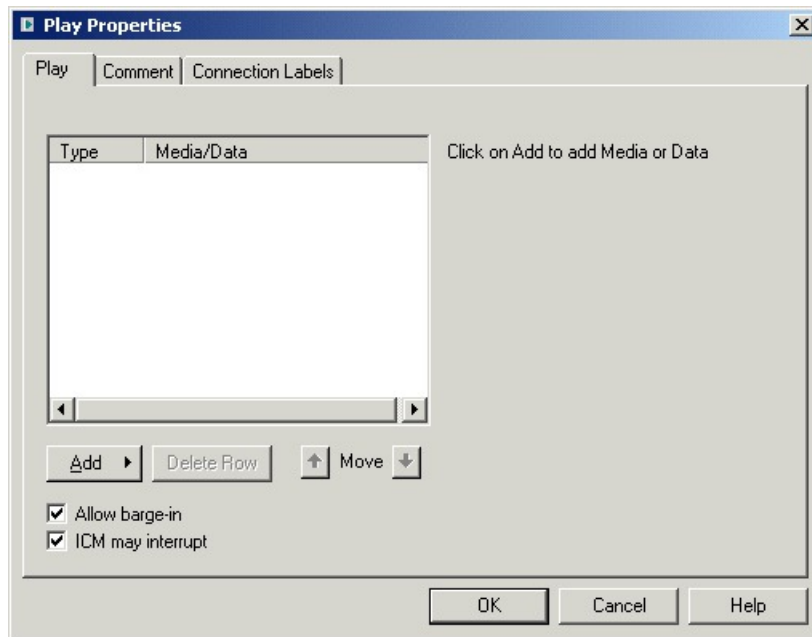 Play Properties
Play Comment Connection Labels
Type Media/Data
Click on Add to add Media or Data
Add Delete Row Move
Allow barge-in
ICM may interrupt
OK Cancel Help